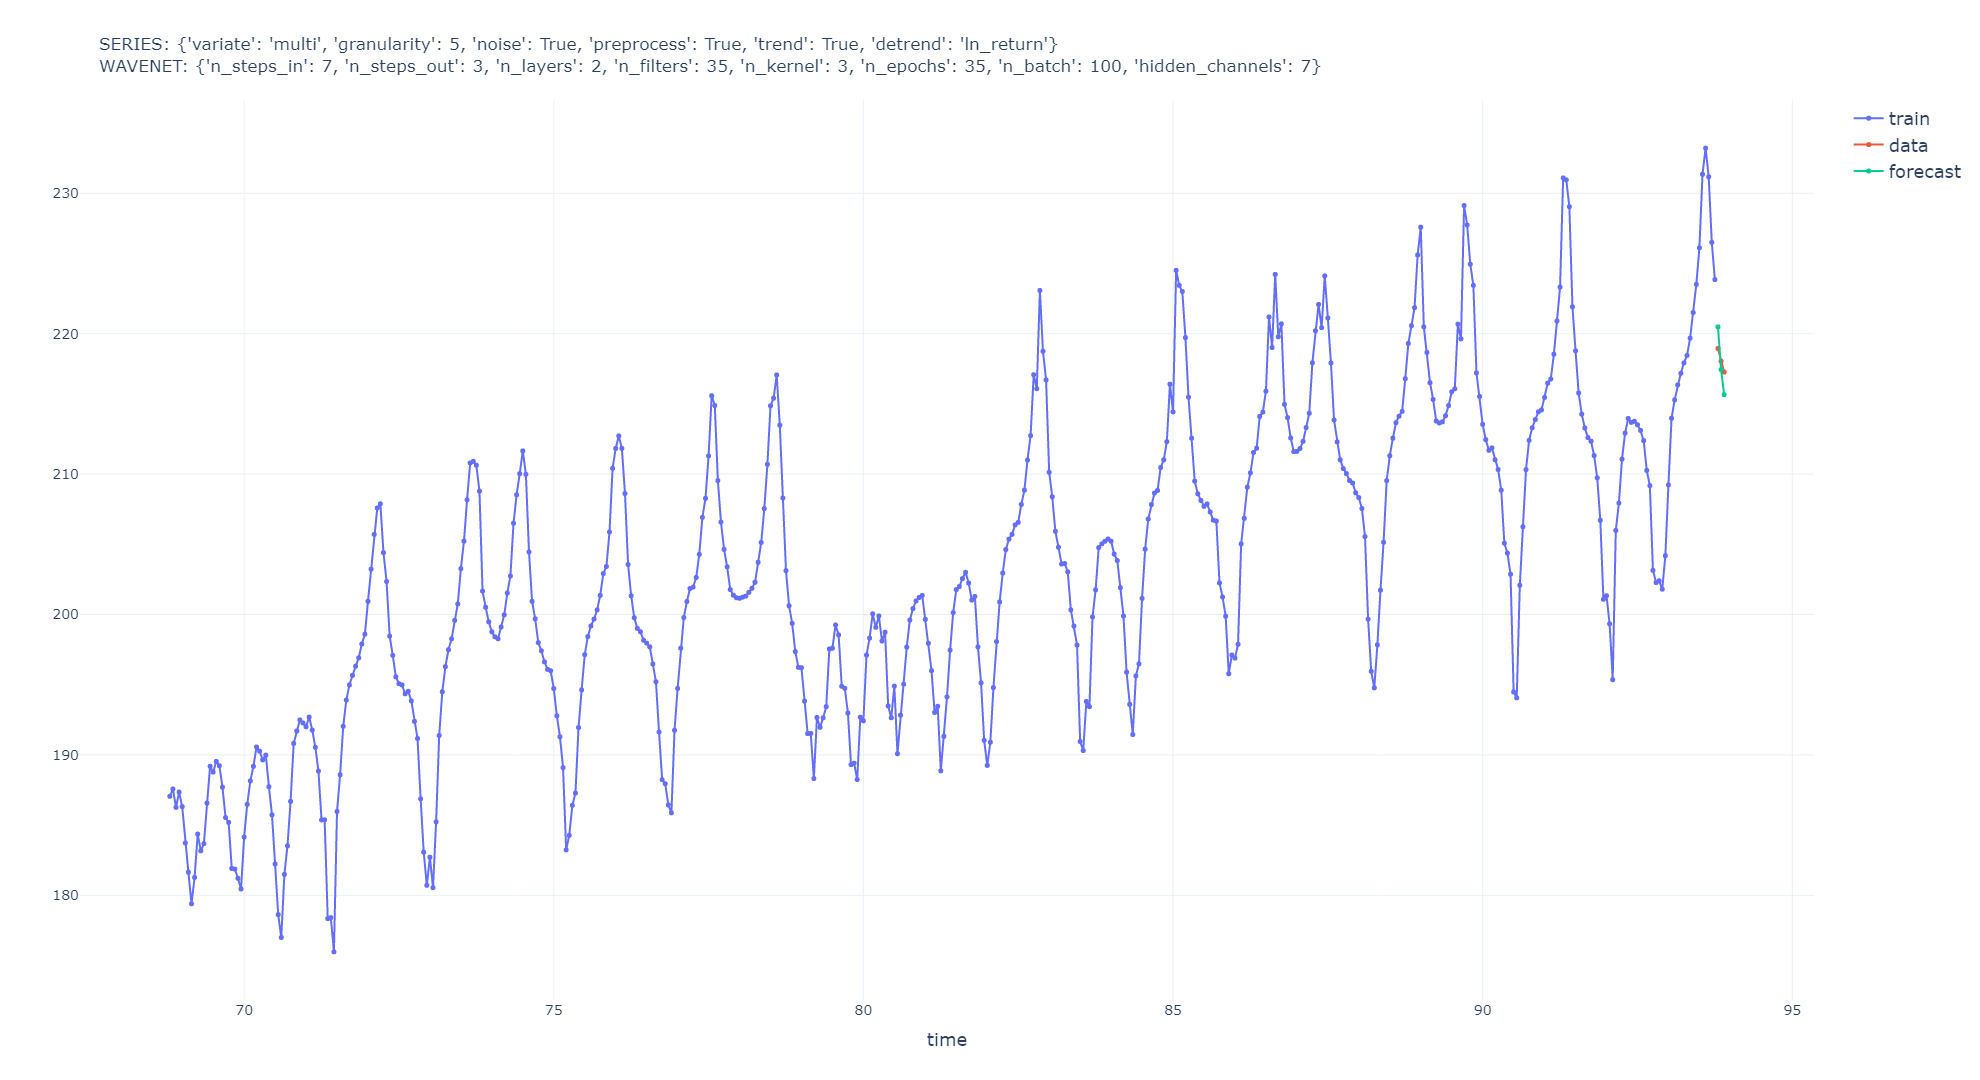 SERIES: {'variate': 'multi', 'granularity': 5, 'noise': True, 'preprocess': True, 'trend': True, 'detrend': 'ln_return'}
WAVENET: {'n_steps_in': 7, 'n_steps_out': 3, 'n_layers': 2, 'n_filters': 35, 'n_kernel': 3, 'n_epochs': 35, 'n_batch': 100, 'hidden_channels': 7}
train
data
forecast
230
220
210
200
190
180
70 75 80 85 90 95
time